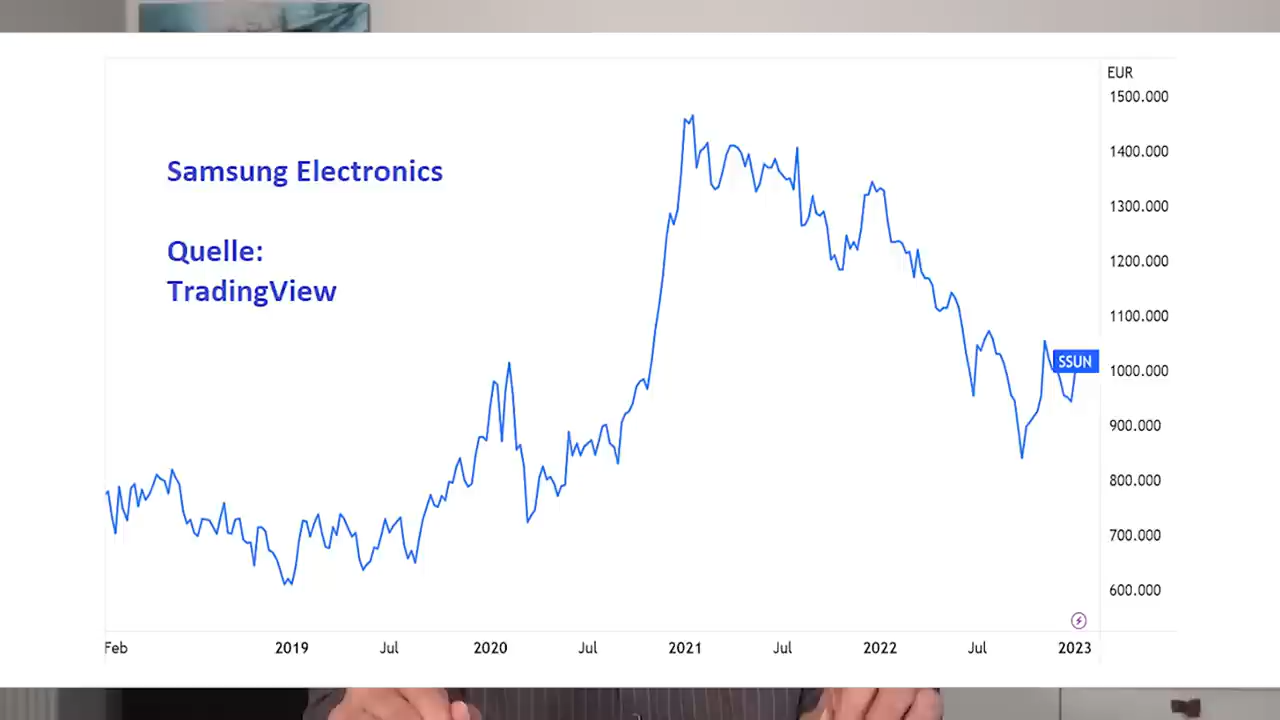 EUR
1500.000
1400.000
Samsung Electronics
1300.000
Quelle:
1200.000
TradingView
1100.000
SSUN
1000.000
900.000
800.000
700.000
600.000
Feb 2019 Jul 2020 Jul 2021 Jul 2022 Jul 2023